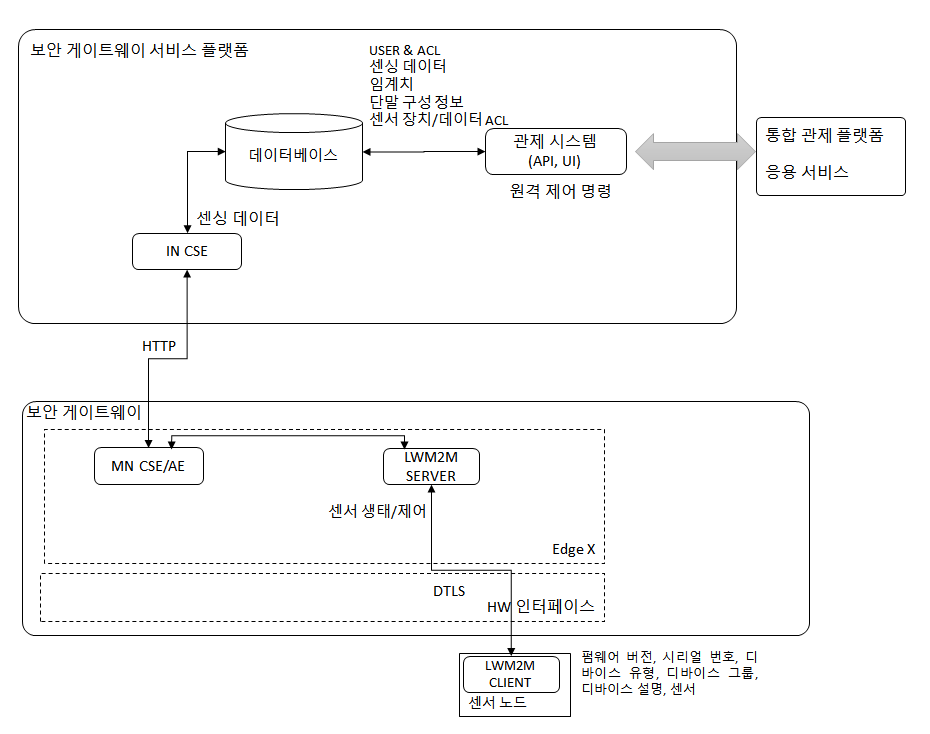 보안 게이트웨이 서비스 플랫폼
USER & ACL
센싱 데이터
임계치
단말 구성 정보
센서 장치/데이터 ACL
데이터베이스
관제 시스템
(API, UI)
원격 제어 명령
통합 관제 플랫폼
응용 서비스
센싱 데이터
IN CSE
HTTP
보안 게이트웨이
MN CSE/AE
LWM2M
SERVER
센서 생태/제어
Edge X
DTLS
HW 인터페이스
LWM2M
CLIENT
센서 노드
펌웨어 버전, 시리얼 번호, 디
바이스 유형, 디바이스 그룹,
디바이스 설명, 센서